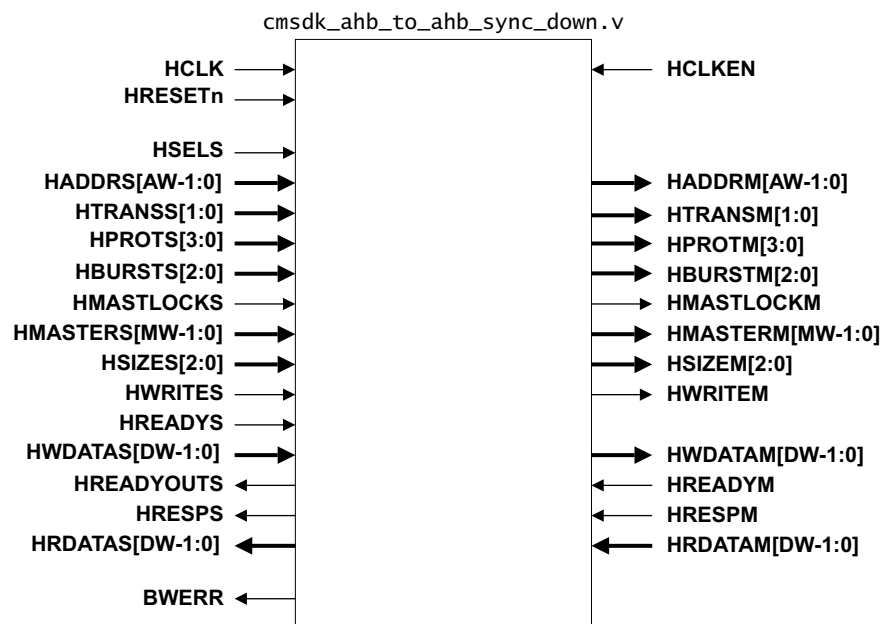 cmsdk_ahb_to_ahb_sync_down.v
HCLK HCLKEN
HRESETn
HSELS
HADDRS[AW-1:0] HADDRM[AW-1:0]
HTRANSS[1:0] HTRANSM[1:0]
HPROTS[3:0] HPROTM[3:0]
HBURSTS[2:0] HBURSTM[2:0]
HMASTLOCKS HMASTLOCKM
HMASTERS[MW-1:0] HMASTERM[MW-1:0]
HSIZES[2:0] HSIZEM[2:0]
HWRITES HWRITEM
HREADYS
HWDATAS[DW-1:0] HWDATAM[DW-1:0]
HREADYOUTS HREADYM
HRESPS HRESPM
HRDATAS[DW-1:0] HRDATAM[DW-1:0]
BWERR